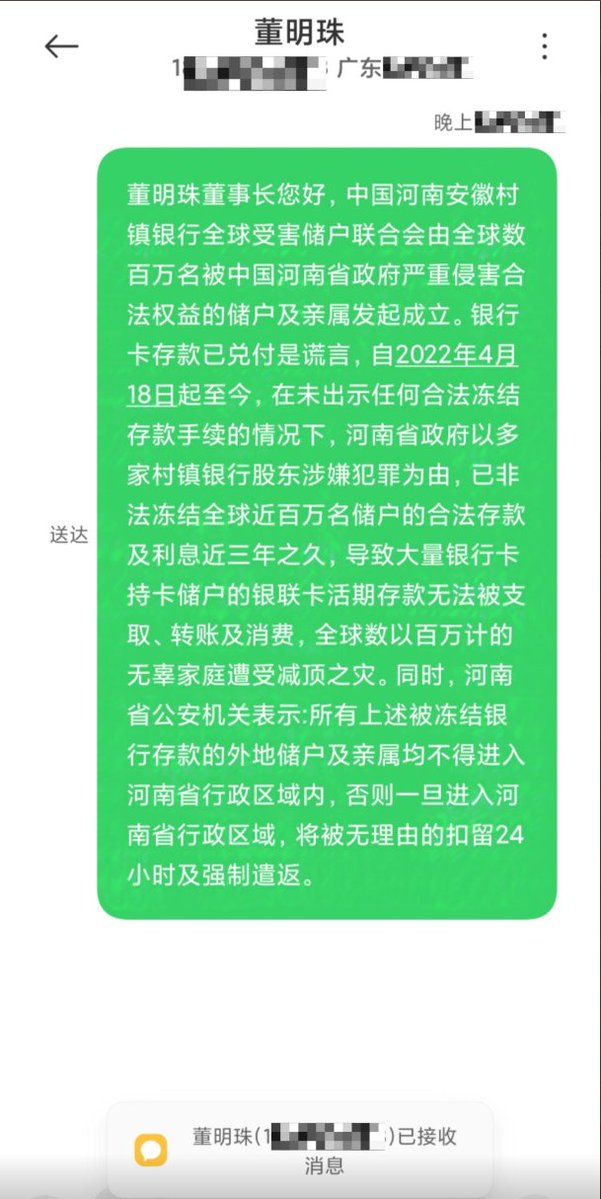 董明珠
1 广东
晚上
董明珠董事长您好，中国河南安徽村
镇银行全球受害储户联合会由全球数
百万名被中国河南省政府严重侵害合
法权益的储户及亲属发起成立。银行
卡存款已兑付是谎言，自2022年4月
18日起至今，在未出示任何合法冻结
存款手续的情况下，河南省政府以多
家村镇银行股东涉嫌犯罪为由，已非
法冻结全球近百万名储户的合法存款
及利息近三年之久，导致大量银行卡
持卡储户的银联卡活期存款无法被支
取、转账及消费，全球数以百万计的
无辜家庭遭受减顶之灾。同时，河南
省公安机关表示:所有上述被冻结银
行存款的外地储户及亲属均不得进入
河南省行政区域内，否则一旦进入河
南省行政区域，将被无理由的扣留24
小时及强制遣返。
送达
董明珠(1 )已接收
消息